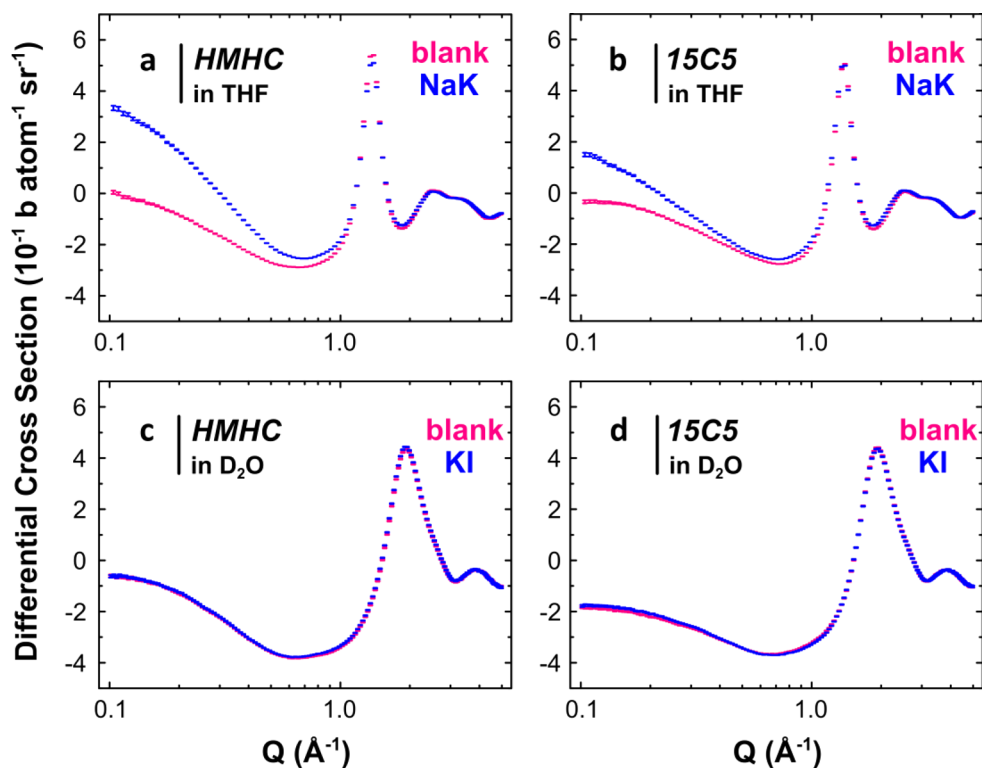 Differential Cross Section (10⁻¹ b atom⁻¹ sr⁻¹)
a
HMHC
in THF
blank
NaK
6
4
2
0
-2
-4
0.1
1.0
b
15C5
in THF
blank
NaK
6
4
2
0
-2
-4
0.1
1.0
c
HMHC
in D₂O
blank
KI
6
4
2
0
-2
-4
0.1
1.0
Q (Å⁻¹)
d
15C5
in D₂O
blank
KI
6
4
2
0
-2
-4
0.1
1.0
Q (Å⁻¹)